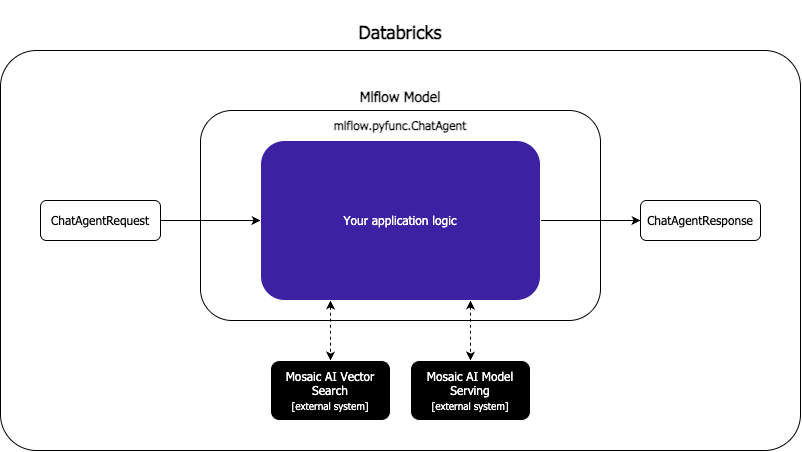 Databricks
Mlflow Model
mlflow.pyfunc.ChatAgent
ChatAgentRequest
Your application logic
ChatAgentResponse
Mosaic AI Vector
Search
[external system]
Mosaic AI Model
Serving
[external system]